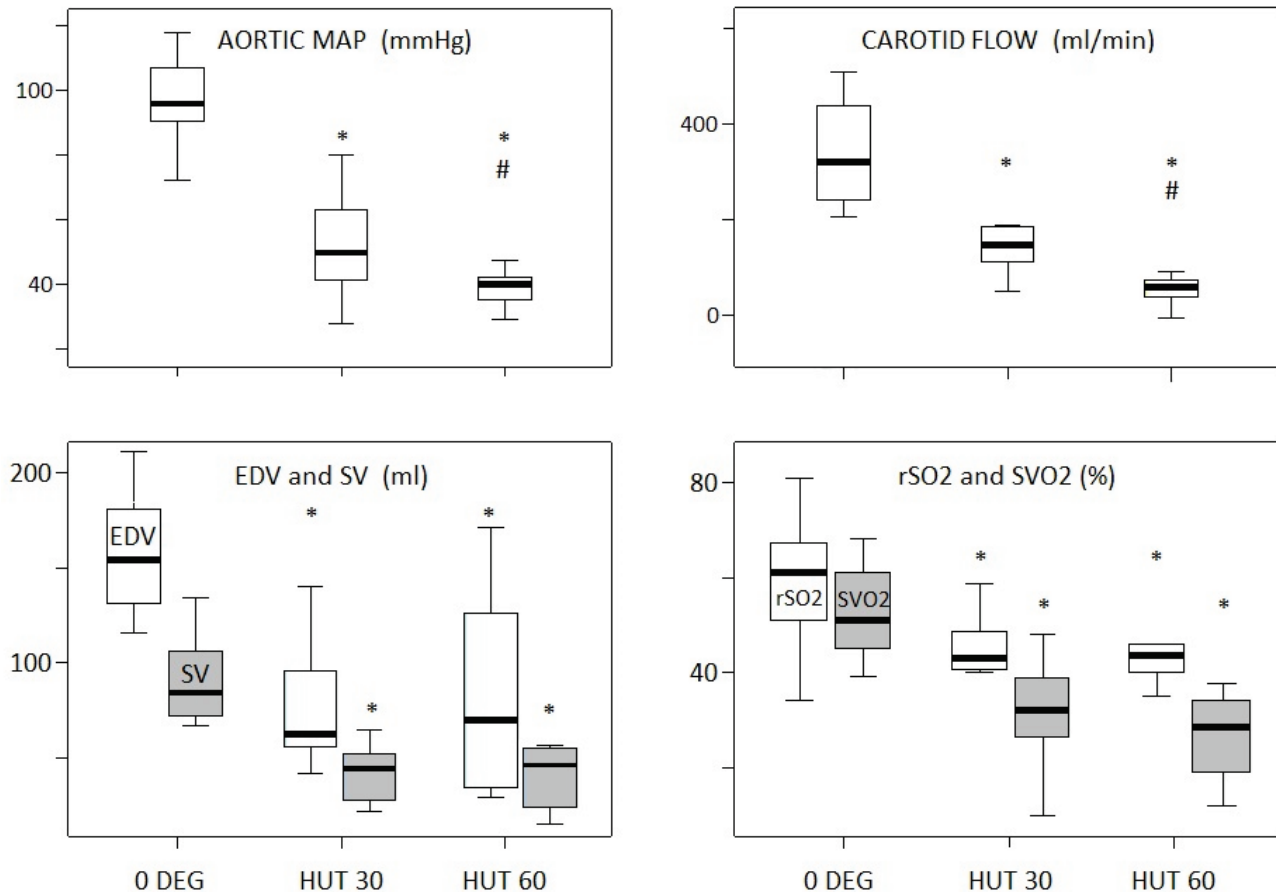 AORTIC MAP (mmHg)
100
40
*
*
#
CAROTID FLOW (ml/min)
400
0
*
*
#
EDV and SV (ml)
200
100
EDV
SV
*
*
*
*
0 DEG HUT 30 HUT 60
rSO2 and SVO2 (%)
80
40
rSO2
SVO2
*
*
*
*
0 DEG HUT 30 HUT 60